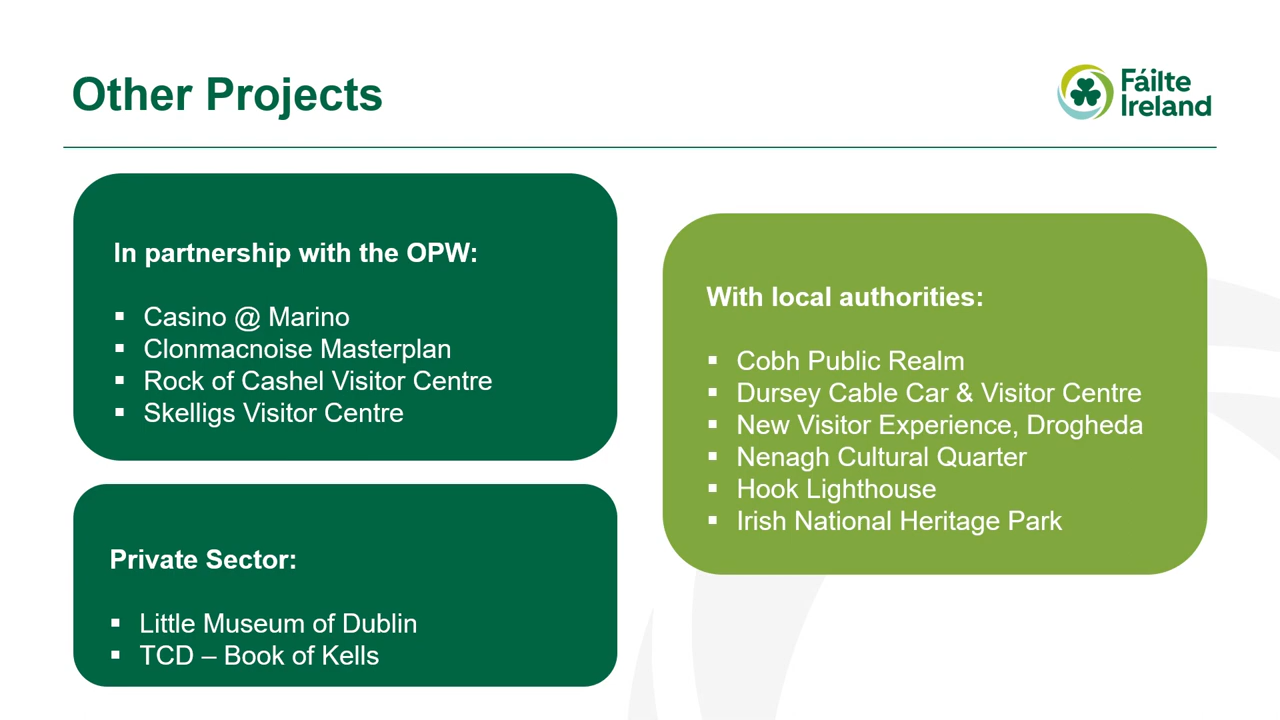 Other Projects
Fáilte
Ireland
In partnership with the OPW:
▪ Casino @ Marino
▪ Clonmacnoise Masterplan
▪ Rock of Cashel Visitor Centre
▪ Skelligs Visitor Centre
Private Sector:
▪ Little Museum of Dublin
▪ TCD – Book of Kells
With local authorities:
▪ Cobh Public Realm
▪ Dursey Cable Car & Visitor Centre
▪ New Visitor Experience, Drogheda
▪ Nenagh Cultural Quarter
▪ Hook Lighthouse
▪ Irish National Heritage Park